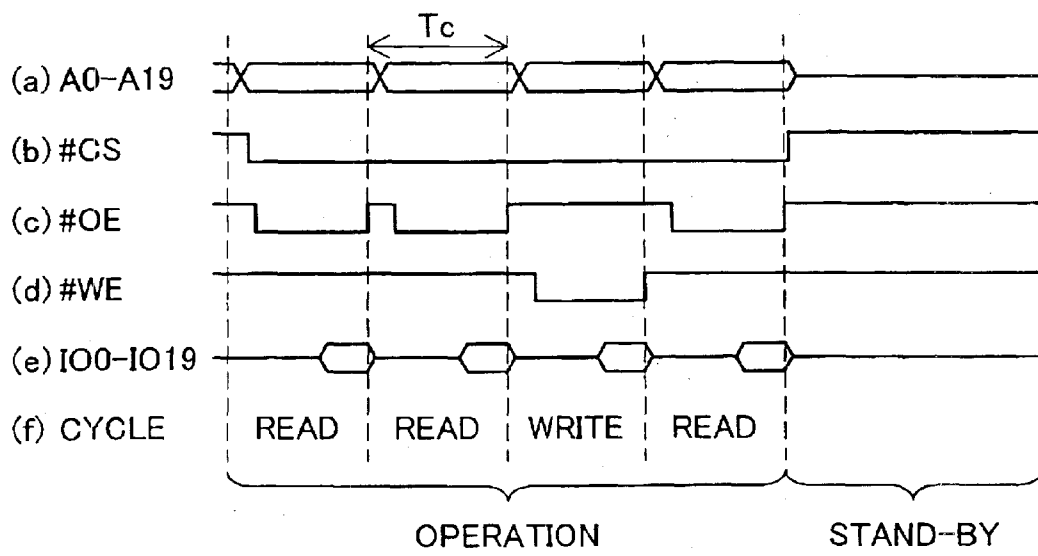 Tc
(a) A0-A19
(b) #CS
(c) #OE
(d) #WE
(e) IO0-IO19
(f) CYCLE READ READ WRITE READ
OPERATION STAND-BY